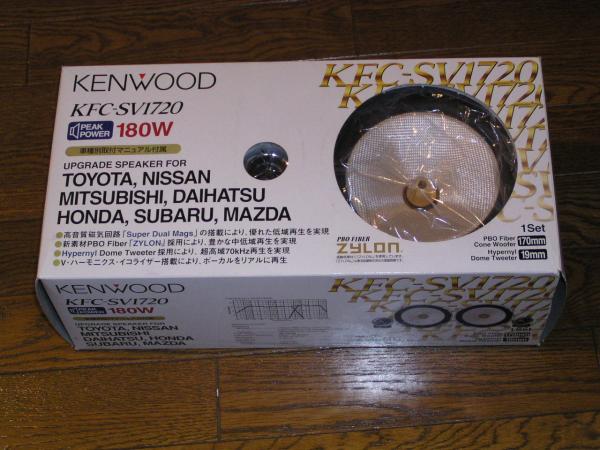 KENWOOD
KFC-SV1720
PEAK POWER 180W
車種別取付マニュアル付属
UPGRADE SPEAKER FOR
TOYOTA, NISSAN
MITSUBISHI, DAIHATSU
HONDA, SUBARU, MAZDA
●高音質磁気回路「Super Dual Mags」の搭載により、優れた低域再生を実現
●新素材PBO Fiber「ZYLON」採用により、豊かな中低域再生を実現
●Hypernyl Dome Tweeter 採用により、超高域70kHz再生を実現
●V・ハーモニクス・イコライザー搭載により、ボーカルをリアルに再生
KFC-SV1720
KFC-SV1720
PBO FIBER
ZYLON
1Set
PBO Fiber
Cone Woofer 170mm
Hypernyl
Dome Tweeter 19mm
KENWOOD
KFC-SV1720
PEAK POWER 180W
UPGRADE SPEAKER FOR
TOYOTA, NISSAN
MITSUBISHI
DAIHATSU, HONDA
SUBARU, MAZDA
KFC-SV1720